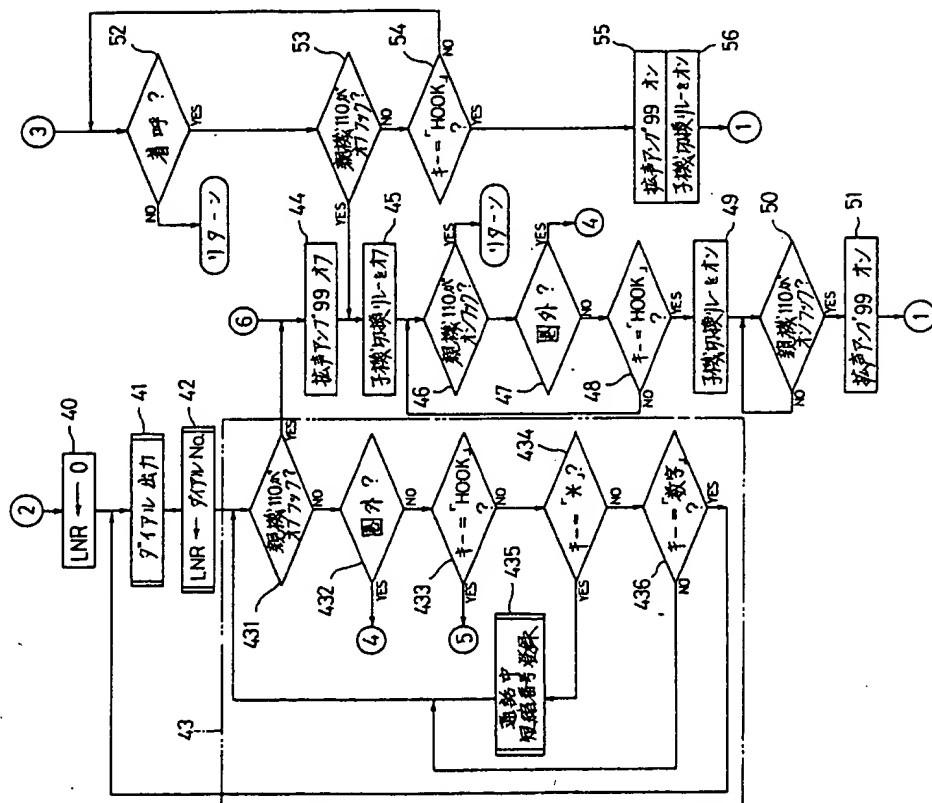 ②
40
LNR ← 0
41
ダイアル出力
42
LNR ← ダイアルNo.
43
431
親機110が
オフフック?
YES
NO
432
圏外?
YES
NO
④
433
キー=「HOOK」
?
YES
NO
⑤
434
キー=「*」?
YES
NO
435
通話中
短縮番号登録
436
キー=「数字」
?
NO
YES
⑥
44
拡声アンプ99 オフ
45
子機切換リレーをオフ
46
親機110が
オンフック?
YES
リターン
47
圏外?
YES
NO
④
48
キー=「HOOK」
?
NO
YES
49
子機切換リレーをオン
50
親機110が
オンフック?
NO
YES
51
拡声アンプ99 オン
①
③
52
着呼?
NO
YES
リターン
53
親機110が
オフフック?
YES
NO
54
キー=「HOOK」
?
NO
YES
55
拡声アンプ99 オン
56
子機切換リレーをオン
①